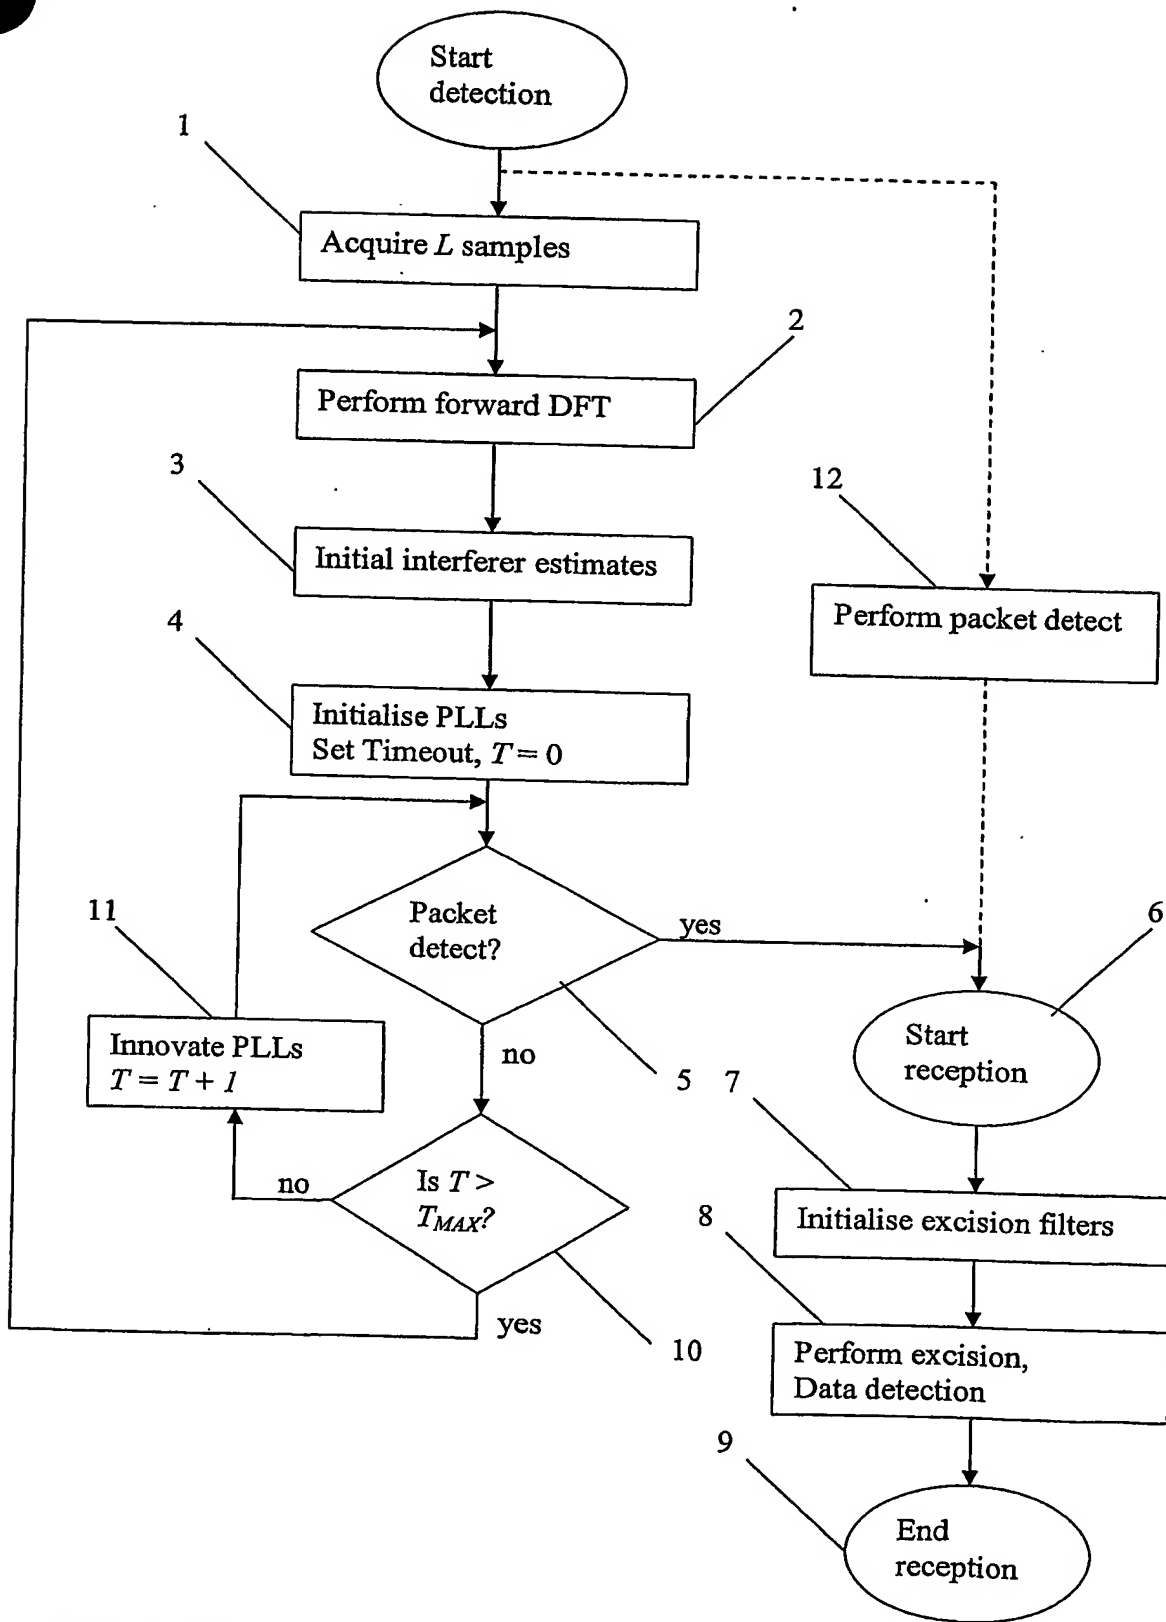 Start
detection
1
Acquire L samples
2
Perform forward DFT
3
12
Initial interferer estimates
Perform packet detect
4
Initialise PLLs
Set Timeout, T = 0
11
Packet
detect?
yes
6
Innovate PLLs
T = T + 1
no
Start
reception
5
7
Is T >
TMAX?
no
8
Initialise excision filters
yes
10
Perform excision,
Data detection
9
End
reception